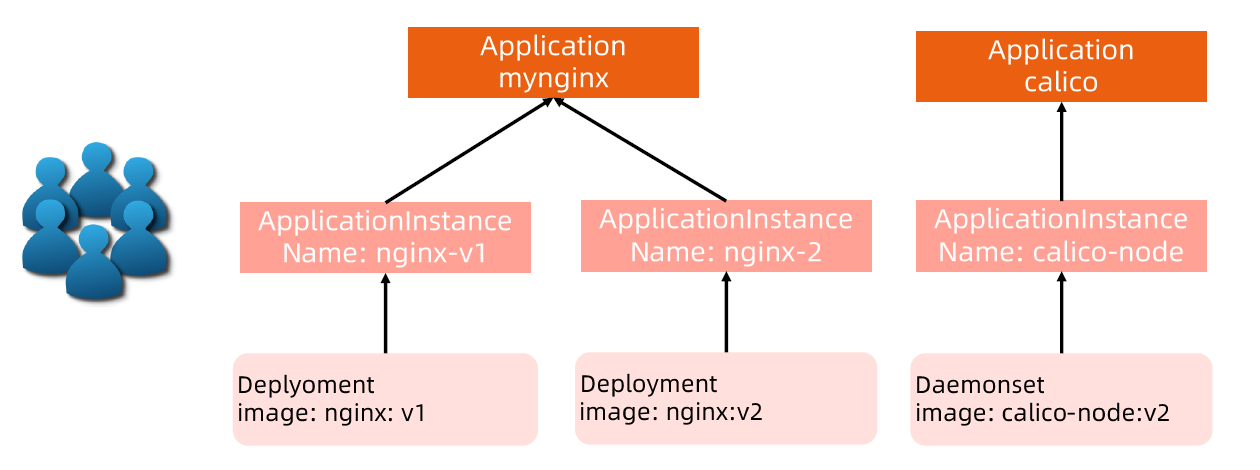 Application
mynginx
Application
calico
ApplicationInstance
Name: nginx-v1
ApplicationInstance
Name: nginx-2
ApplicationInstance
Name: calico-node
Deplyoment
image: nginx: v1
Deployment
image: nginx:v2
Daemonset
image: calico-node:v2